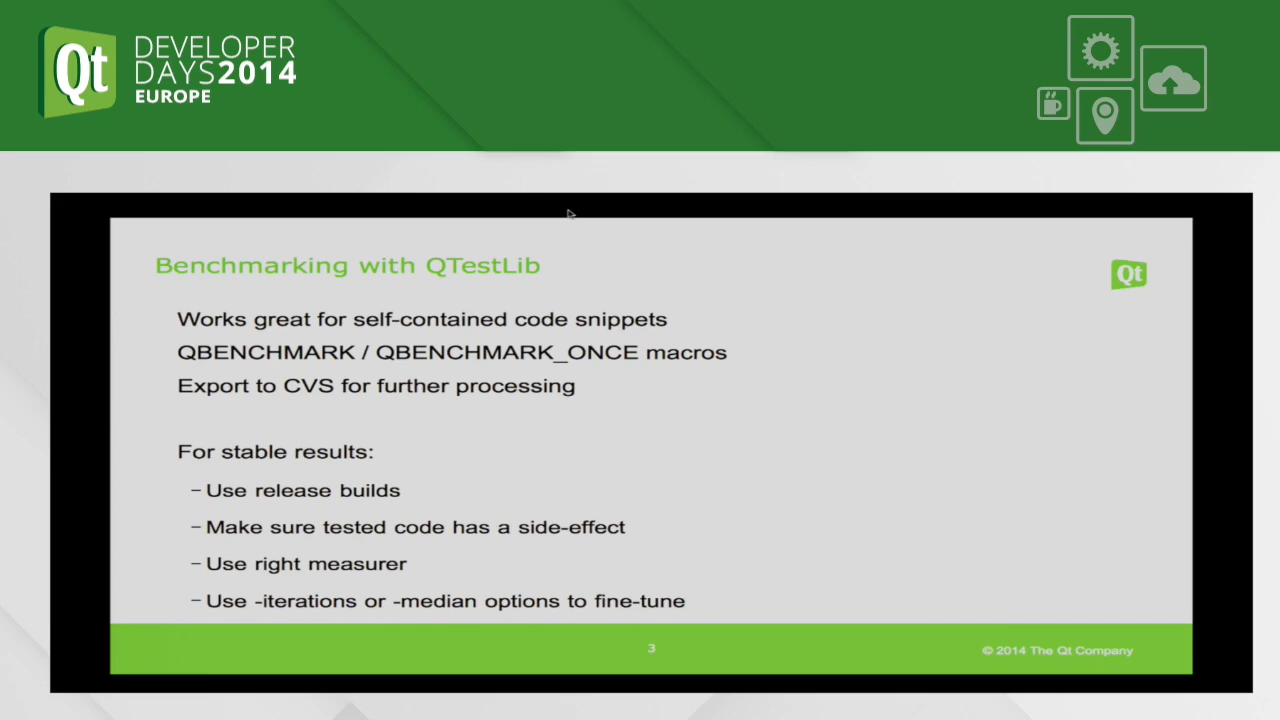 Qt
DEVELOPER
DAYS2014
EUROPE
Benchmarking with QTestLib
Qt
Works great for self-contained code snippets
QBENCHMARK / QBENCHMARK_ONCE macros
Export to CVS for further processing
For stable results:
– Use release builds
– Make sure tested code has a side-effect
– Use right measurer
– Use -iterations or -median options to fine-tune
3
© 2014 The Qt Company